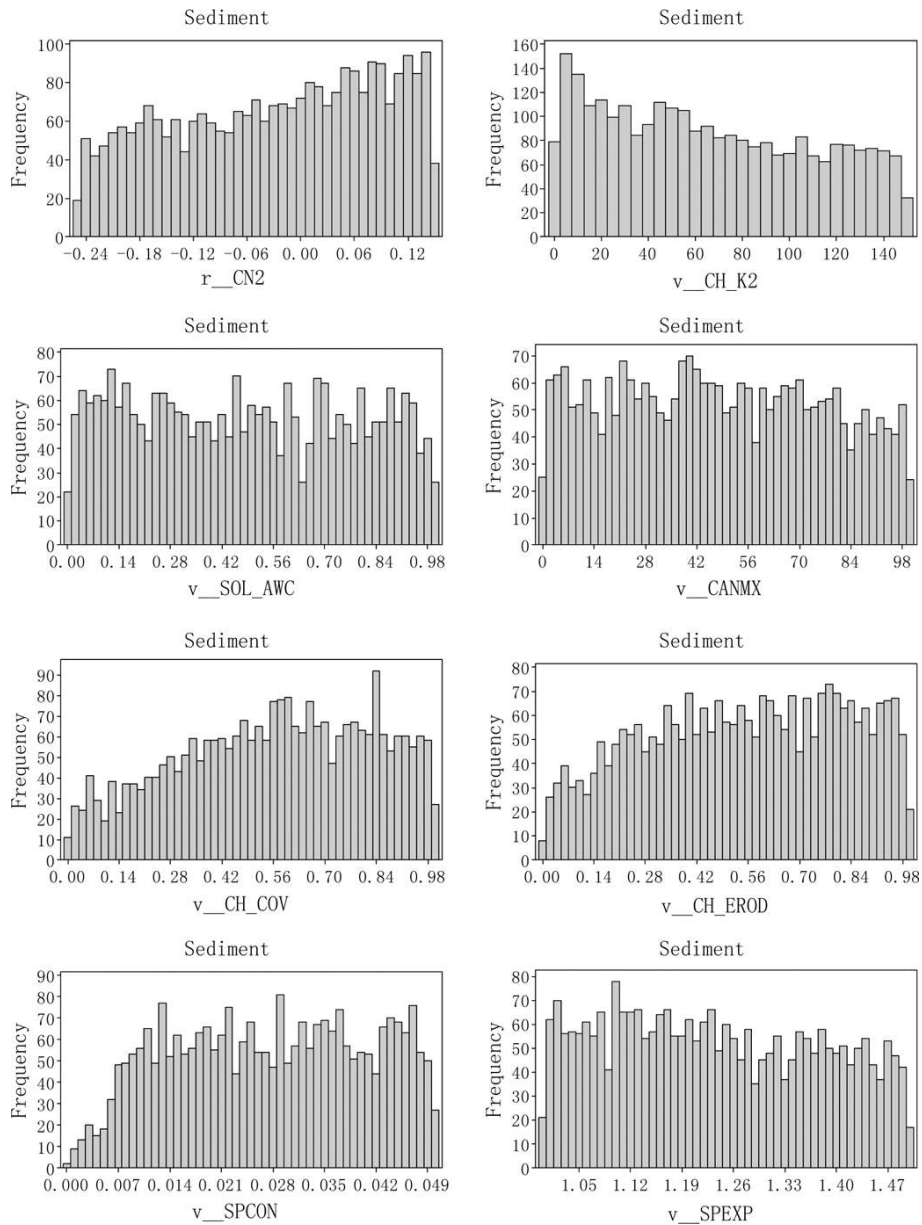 Sediment
Frequency
100
80
60
40
20
0
-0.24 -0.18 -0.12 -0.06 0.00 0.06 0.12
r__CN2
Sediment
Frequency
160
140
120
100
80
60
40
20
0
0 20 40 60 80 100 120 140
v__CH_K2
Sediment
Frequency
80
70
60
50
40
30
20
10
0
0.00 0.14 0.28 0.42 0.56 0.70 0.84 0.98
v__SOL_AWC
Sediment
Frequency
70
60
50
40
30
20
10
0
0 14 28 42 56 70 84 98
v__CANMX
Sediment
Frequency
90
80
70
60
50
40
30
20
10
0
0.00 0.14 0.28 0.42 0.56 0.70 0.84 0.98
v__CH_COV
Sediment
Frequency
80
70
60
50
40
30
20
10
0
0.00 0.14 0.28 0.42 0.56 0.70 0.84 0.98
v__CH_EROD
Sediment
Frequency
90
80
70
60
50
40
30
20
10
0
0.000 0.007 0.014 0.021 0.028 0.035 0.042 0.049
v__SPCON
Sediment
Frequency
80
70
60
50
40
30
20
10
0
1.05 1.12 1.19 1.26 1.33 1.40 1.47
v__SPEXP